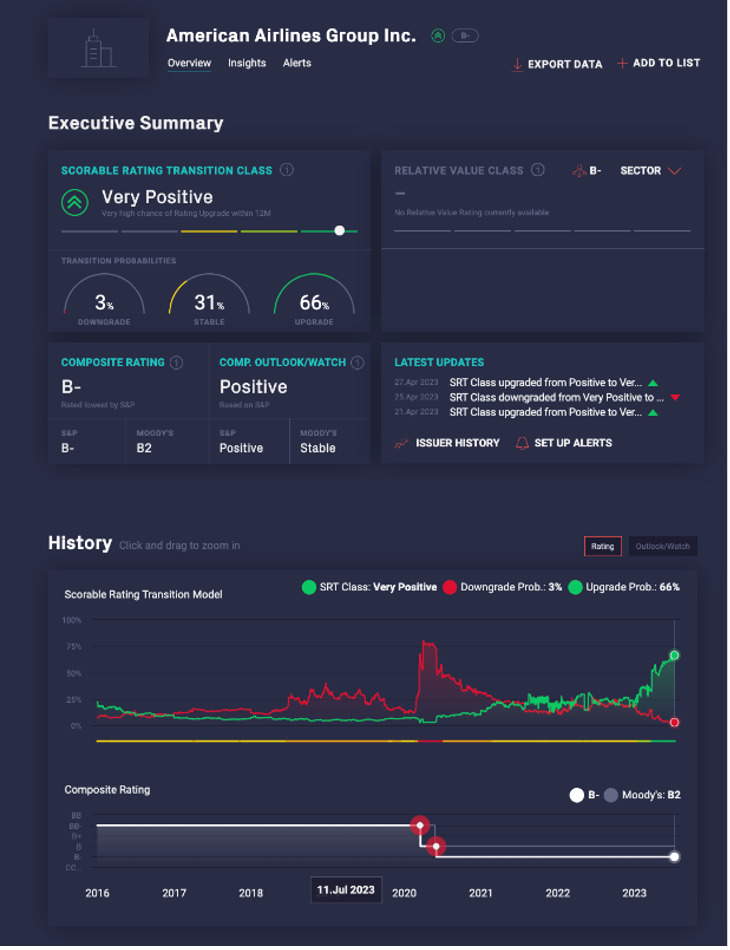 American Airlines Group Inc. B-
Overview Insights Alerts
EXPORT DATA ADD TO LIST
Executive Summary
SCORABLE RATING TRANSITION CLASS
Very Positive
Very high chance of Rating Upgrade within 12M
TRANSITION PROBABILITIES
3%
DOWNGRADE
31%
STABLE
66%
UPGRADE
RELATIVE VALUE CLASS B- SECTOR
–
No Relative Value Rating currently available
COMPOSITE RATING
B-
Rated lowest by S&P
S&P
B-
MOODY'S
B2
COMP. OUTLOOK/WATCH
Positive
Based on S&P
S&P
Positive
MOODY'S
Stable
LATEST UPDATES
27.Apr 2023 SRT Class upgraded from Positive to Ver...
25.Apr 2023 SRT Class downgraded from Very Positive to ...
21.Apr 2023 SRT Class upgraded from Positive to Ver...
ISSUER HISTORY SET UP ALERTS
History Click and drag to zoom in
Rating Outlook/Watch
Scorable Rating Transition Model
SRT Class: Very Positive Downgrade Prob.: 3% Upgrade Prob.: 66%
100%
75%
50%
25%
0%
Composite Rating
B- Moody's: B2
BB
BB-
B+
B
B-
CC...
2016 2017 2018 11.Jul 2023 2020 2021 2022 2023